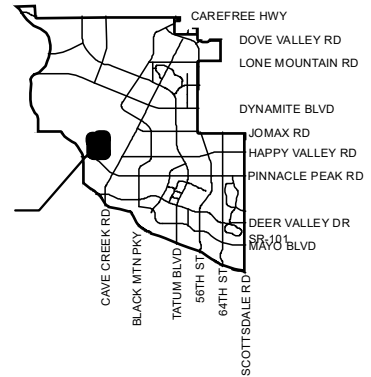 CAREFREE HWY
DOVE VALLEY RD
LONE MOUNTAIN RD
DYNAMITE BLVD
JOMAX RD
HAPPY VALLEY RD
PINNACLE PEAK RD
DEER VALLEY DR
SR-101
MAYO BLVD
CAVE CREEK RD
BLACK MTN PKY
TATUM BLVD
56TH ST
64TH ST
SCOTTSDALE RD